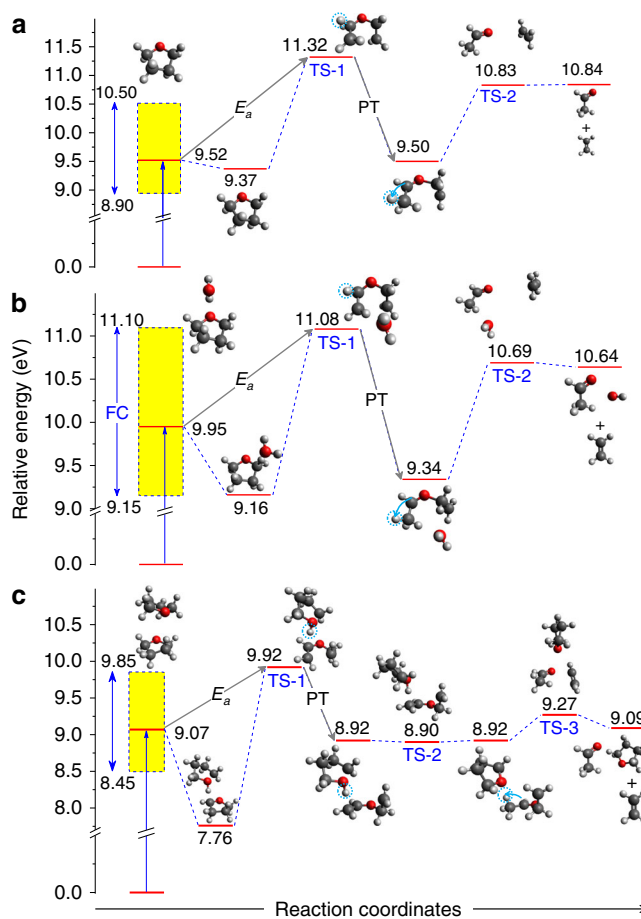 a
11.5
11.0
10.5
10.0
9.5
9.0
0.0
10.50
8.90
9.52
9.37
Ea
11.32
TS-1
PT
9.50
10.83
TS-2
10.84
+
b
11.0
10.5
10.0
9.5
9.0
0.0
11.10
FC
9.15
9.95
9.16
Ea
11.08
TS-1
PT
9.34
10.69
TS-2
10.64
+
Relative energy (eV)
c
10.5
10.0
9.5
9.0
8.5
8.0
0.0
9.85
8.45
9.07
7.76
Ea
9.92
TS-1
PT
8.92
8.90
TS-2
8.92
9.27
TS-3
9.09
+
Reaction coordinates